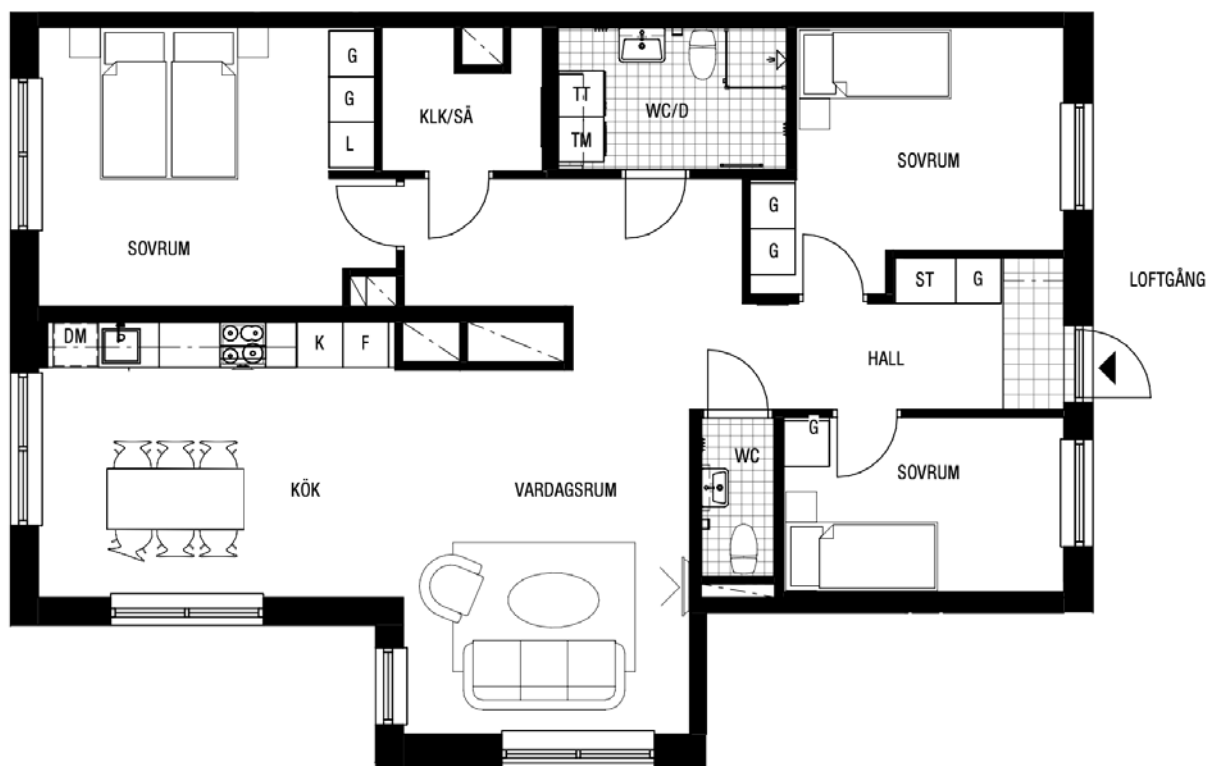 G
G
L
KLK/SÄ
TT
TM
WC/D
SOVRUM
G
G
SOVRUM
ST
G
LOFTGÅNG
DM
K
F
HALL
G
WC
SOVRUM
KÖK
VARDAGSRUM